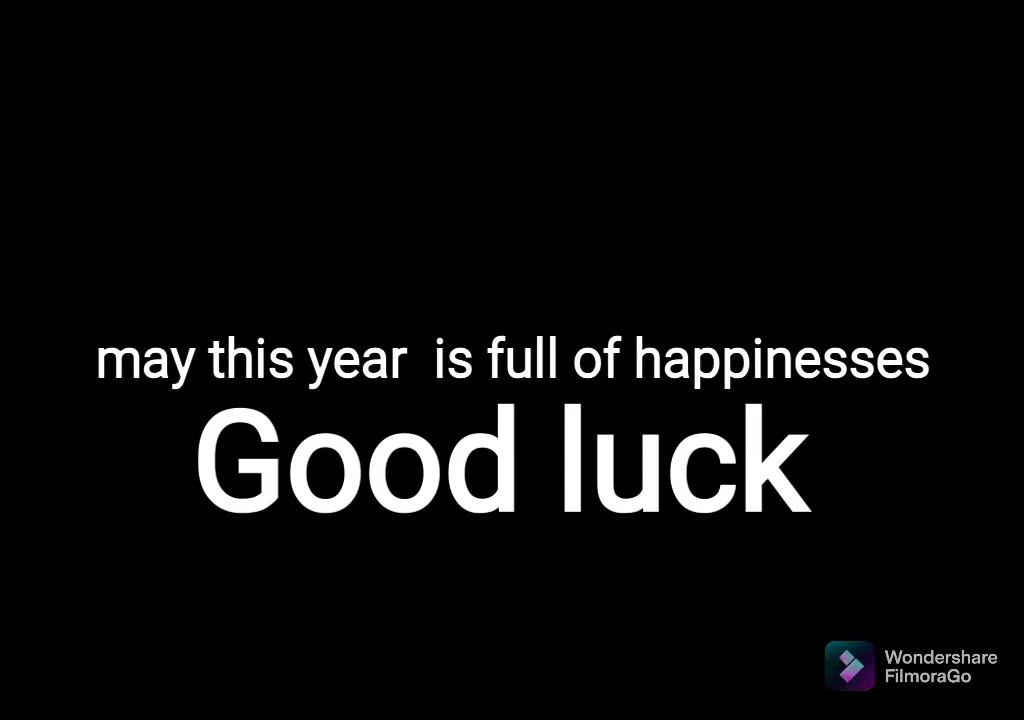 may this year  is full of happinesses
Good luck
Wondershare
FilmoraGo